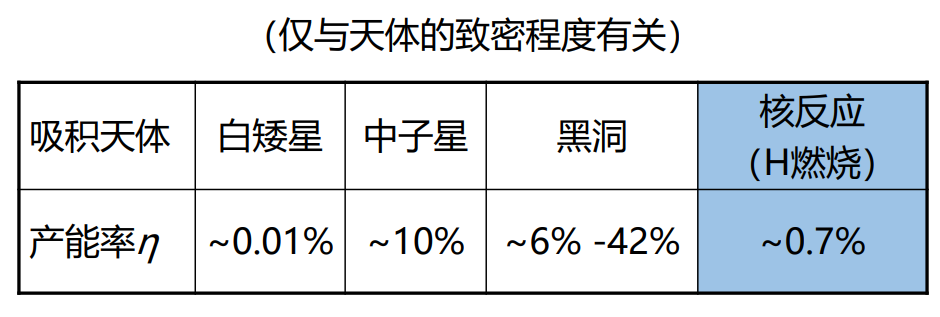 （仅与天体的致密程度有关）
吸积天体 白矮星 中子星 黑洞 核反应
（H燃烧）
产能率η ~0.01% ~10% ~6% -42% ~0.7%